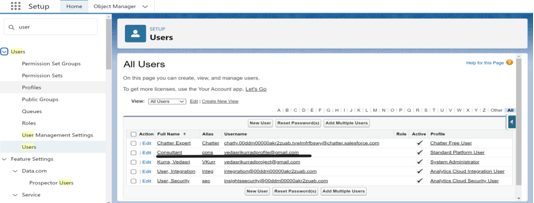 Setup
Home
Object Manager
user
Users
Permission Set Groups
Permission Sets
Profiles
Public Groups
Queues
Roles
User Management Settings
Users
Feature Settings
Data.com
Prospector Users
Service
SETUP
Users
All Users
Help for this Page
On this page you can create, view, and manage users.
To get more licenses, use the Your Account app. Let's Go
View: All Users Edit | Create New View
A | B | C | D | E | F | G | H | I | J | K | L | M | N | O | P | Q | R | S | T | U | V | W | X | Y | Z | Other All
New User Reset Password(s) Add Multiple Users
Action Full Name Alias Username Role Active Profile
Edit Chatter Expert Chatter Chatter Free User
Edit Consultant cons Standard Platform User
Edit System Administrator
Edit User, Integration integ Analytics Cloud Integration User
Edit User, Security sec Analytics Cloud Security User
New User Reset Password(s) Add Multiple Users